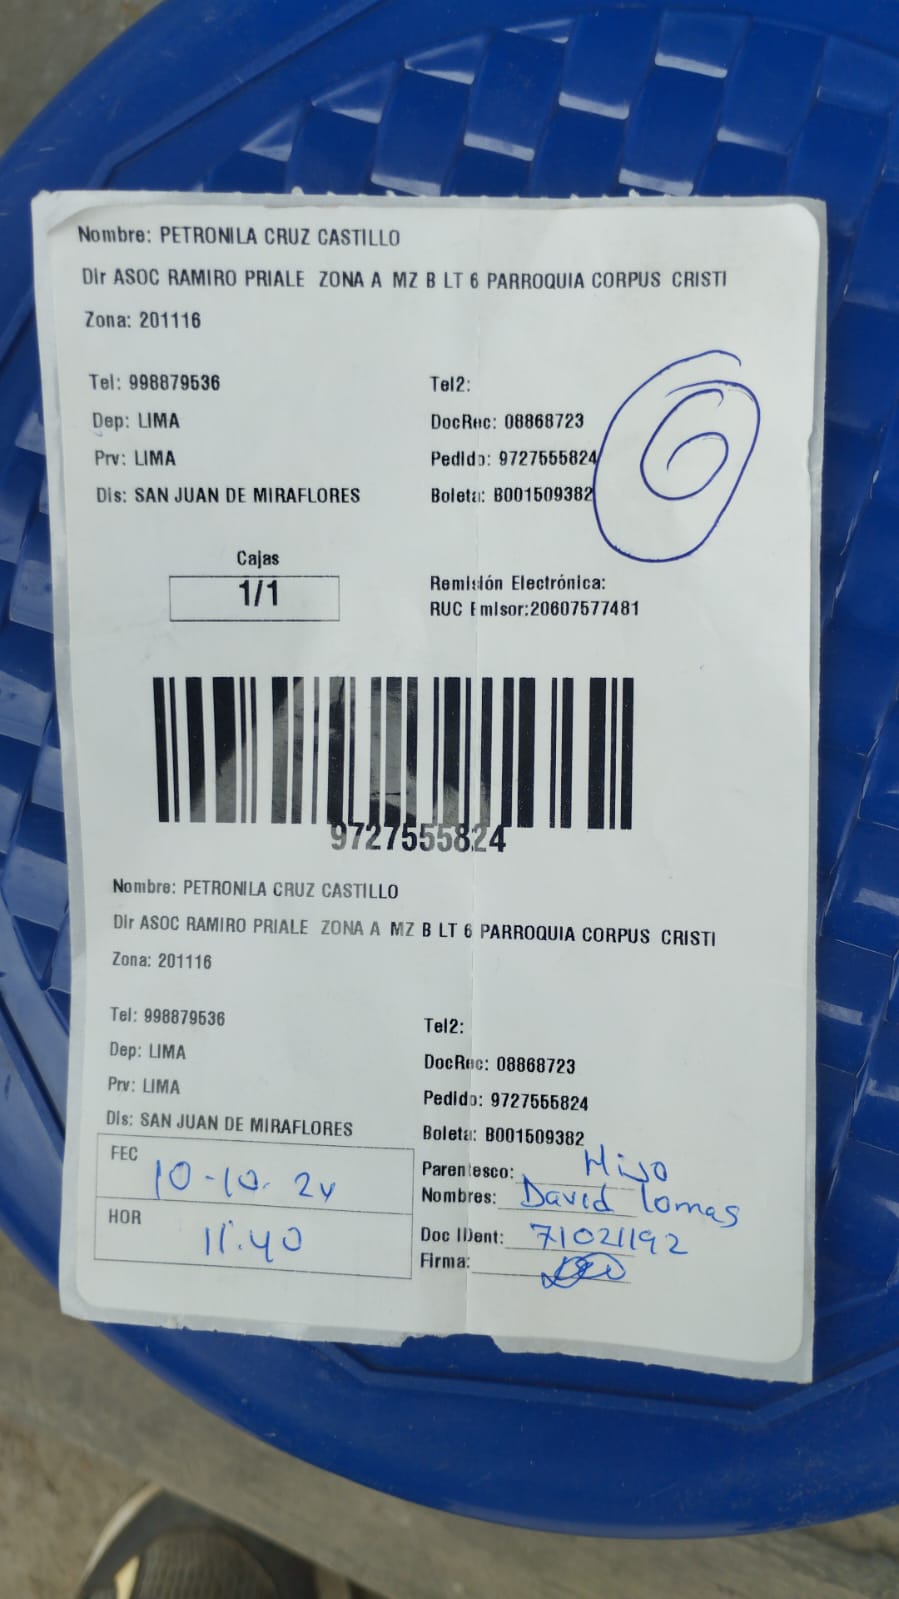 Nombre: PETRONILA CRUZ CASTILLO
Dir ASOC RAMIRO PRIALE ZONA A MZ B LT 6 PARROQUIA CORPUS CRISTI
Zona: 201116
Tel: 998879536 Tel2:
Dep: LIMA DocRec: 08868723
Prv: LIMA Pedido: 9727555824
Dis: SAN JUAN DE MIRAFLORES Boleta: B001509382
6
Cajas
1/1
Remisión Electrónica:
RUC Emisor:20607577481
9727555824
Nombre: PETRONILA CRUZ CASTILLO
Dir ASOC RAMIRO PRIALE ZONA A MZ B LT 6 PARROQUIA CORPUS CRISTI
Zona: 201116
Tel: 998879536 Tel2:
Dep: LIMA DocRec: 08868723
Prv: LIMA Pedido: 9727555824
Dis: SAN JUAN DE MIRAFLORES Boleta: B001509382
FEC 10-10. 24
HOR 11:40
Parentesco: Hijo
Nombres: David Lomas
Doc IDent: 71021192
Firma: